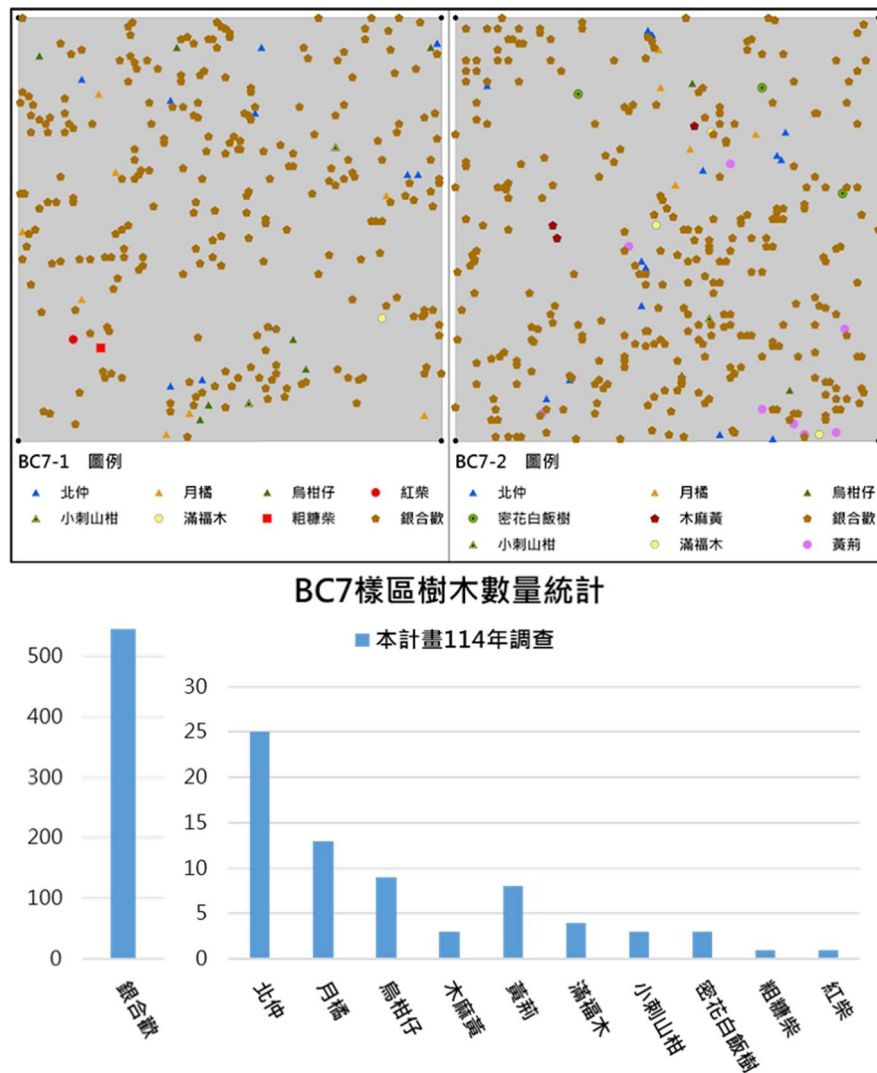 BC7-1 圖例
北仲 月橘 烏柑仔 紅柴
小刺山柑 滿福木 粗糠柴 銀合歡
BC7-2 圖例
北仲 月橘 烏柑仔
密花白飯樹 木麻黃 銀合歡
小刺山柑 滿福木 黃荊
BC7樣區樹木數量統計
本計畫114年調查
500
400
300
200
100
0
銀合歡
30
25
20
15
10
5
0
北仲
月橘
烏柑仔
木麻黃
黃荊
滿福木
小刺山柑
密花白飯樹
粗糠柴
紅柴